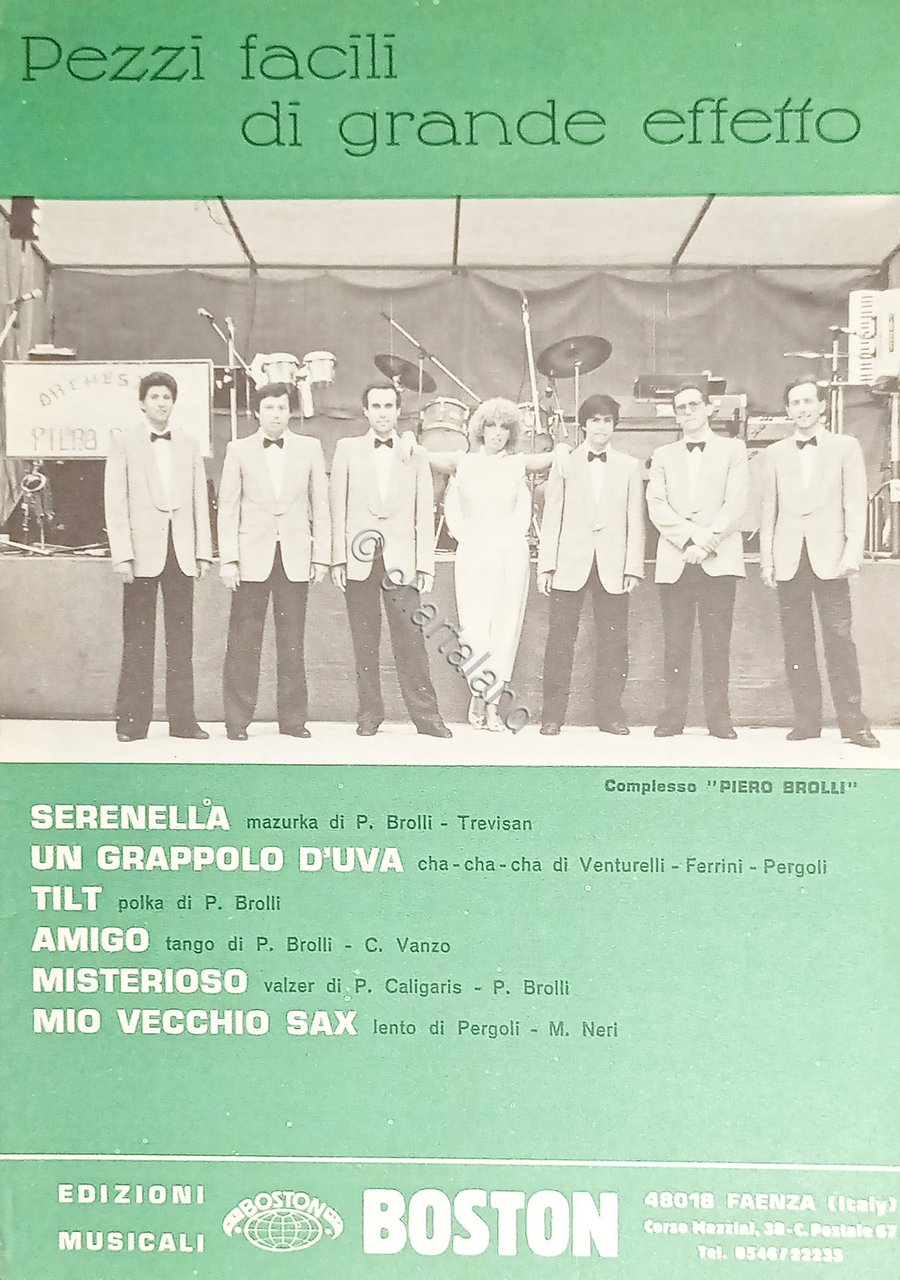 Pezzi facili
di grande effetto
ORCHES
PIERO
© chartaland
Complesso "PIERO BROLLI"
SERENELLA mazurka di P. Brolli - Trevisan
UN GRAPPOLO D'UVA cha-cha-cha di Venturelli - Ferrini - Pergoli
TILT polka di P. Brolli
AMIGO tango di P. Brolli - C. Vanzo
MISTERIOSO valzer di P. Caligaris - P. Brolli
MIO VECCHIO SAX lento di Pergoli - M. Neri
EDIZIONI
MUSICALI
BOSTON
BOSTON
48018 FAENZA (Italy)
Corso Mazzini, 38-C. Postale 67
Tel. 0546/22235